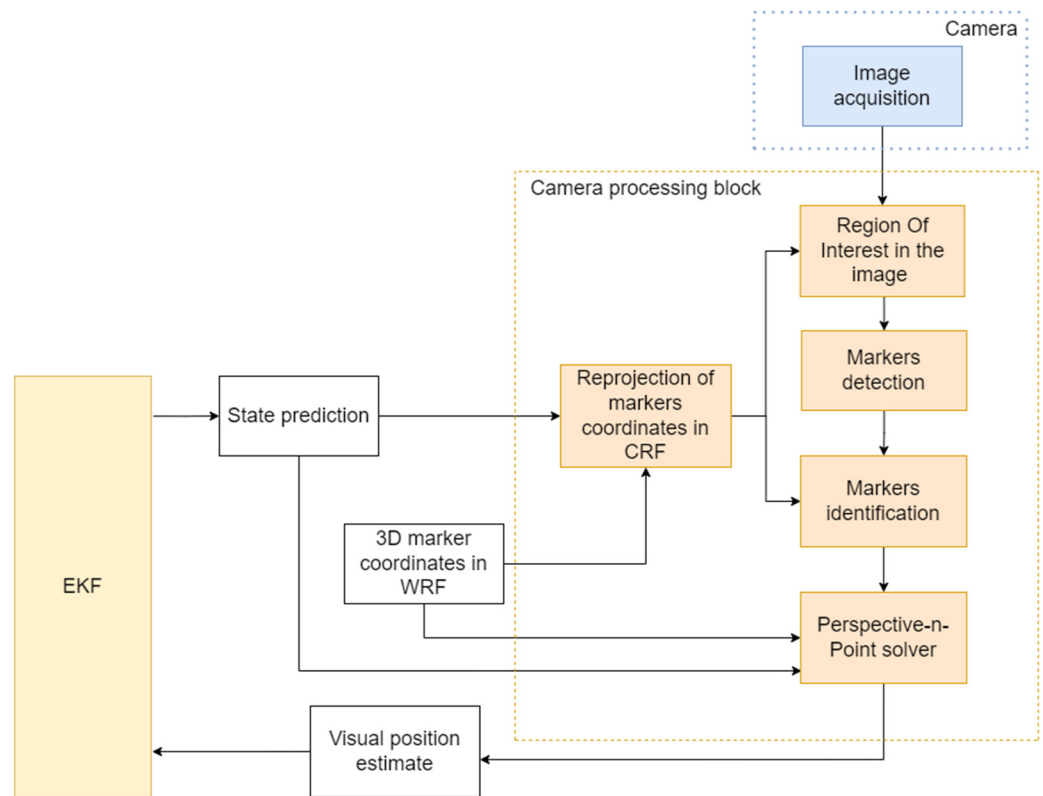 Camera
Image
acquisition
Camera processing block
Region Of
Interest in the
image
Markers
detection
Reprojection of
markers
coordinates in
CRF
State prediction
Markers
identification
3D marker
coordinates in
WRF
EKF
Perspective-n-
Point solver
Visual position
estimate